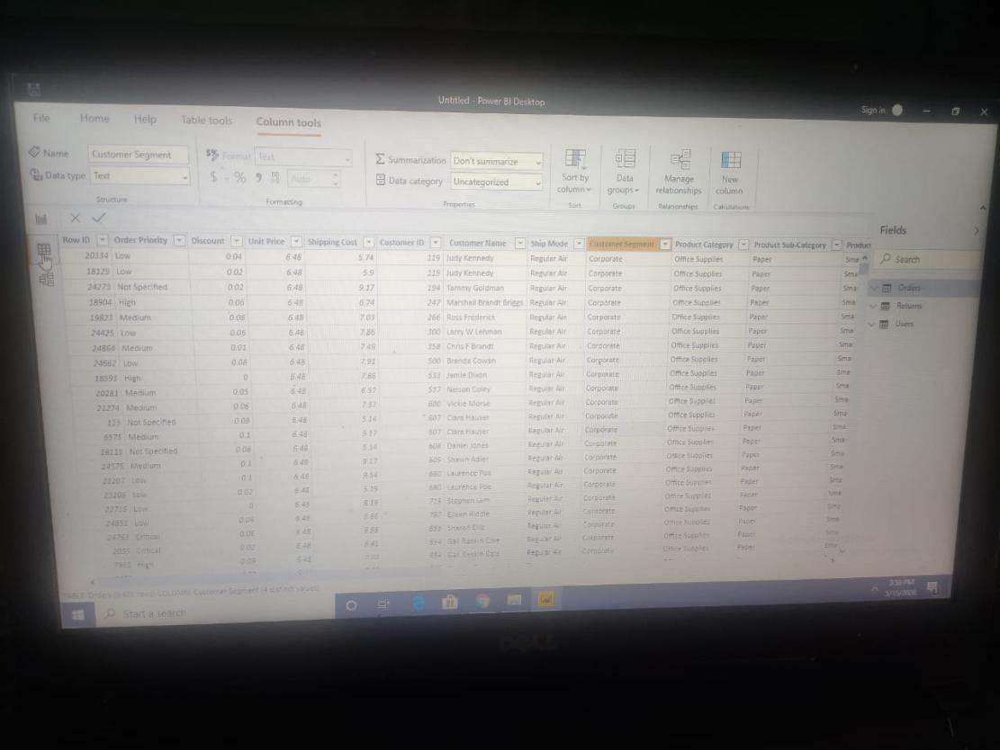 Untitled - Power BI Desktop
Sign in
File Home Help Table tools Column tools
Name Customer Segment Format Text Summarization Don't summarize
Data type Text $ % 9 Auto Data category Uncategorized
Sort by column Data groups Manage relationships New column
Structure Formatting Properties Sort Groups Relationships Calculations
Fields
Search
Orders
Returns
Users
Row ID Order Priority Discount Unit Price Shipping Cost Customer ID Customer Name Ship Mode Customer Segment Product Category Product Sub-Category Product
20334 Low 0.04 6.48 5.74 119 Judy Kennedy Regular Air Corporate Office Supplies Paper Sma
18129 Low 0.02 6.48 5.9 119 Judy Kennedy Regular Air Corporate Office Supplies Paper Sma
24273 Not Specified 0.02 6.48 9.17 194 Tammy Goldman Regular Air Corporate Office Supplies Paper Sma
18904 High 0.06 6.48 6.74 247 Marshall Brandt Briggs Regular Air Corporate Office Supplies Paper Sma
19823 Medium 0.08 6.48 7.03 266 Ross Frederick Regular Air Corporate Office Supplies Paper Sma
24425 Low 0.06 6.48 7.86 300 Larry W Lehman Regular Air Corporate Office Supplies Paper Sma
24864 Medium 0.01 6.48 7.49 358 Chris F Brandt Regular Air Corporate Office Supplies Paper Sma
24562 Low 0.08 6.48 7.91 500 Brenda Cowan Regular Air Corporate Office Supplies Paper Sma
18593 High 0 6.48 7.86 533 Jamie Dixon Regular Air Corporate Office Supplies Paper Sma
20281 Medium 0.05 6.48 6.57 537 Nelson Coley Regular Air Corporate Office Supplies Paper Sma
21274 Medium 0.06 6.48 7.37 600 Vickie Morse Regular Air Corporate Office Supplies Paper Sma
113 Not Specified 0.08 6.48 5.14 607 Clara Hauser Regular Air Corporate Office Supplies Paper Sma
6575 Medium 0.1 6.48 9.17 607 Clara Hauser Regular Air Corporate Office Supplies Paper Sma
18113 Not Specified 0.08 6.48 5.14 608 Daniel Jones Regular Air Corporate Office Supplies Paper Sma
24575 Medium 0.1 6.48 9.17 609 Shawn Adler Regular Air Corporate Office Supplies Paper Sma
21207 Low 0.1 6.48 9.54 680 Laurence Poe Regular Air Corporate Office Supplies Paper Sma
23208 Low 0.02 6.48 5.19 680 Laurence Poe Regular Air Corporate Office Supplies Paper Sma
22715 Low 0 6.48 8.19 Stephen Lam Regular Air Corporate Office Supplies Paper Sma
24851 Low 0.06 6.48 6.86 797 Eileen Riddle Regular Air Corporate Office Supplies Paper Sma
24763 Critical 0.06 6.48 Regular Air Corporate Office Supplies Paper Sma
2055 Critical 0.02 6.48 6.41 Gail Rankin Cole Regular Air Corporate Office Supplies Paper Sma
7985 High 0.09 6.48 Gail Rankin Cole Regular Air Corporate Office Supplies Paper
TABLE: Orders rows) COLUMN: Customer Segment (4 distinct values)
Start a search
3:58 PM
5/15/2020
DELL